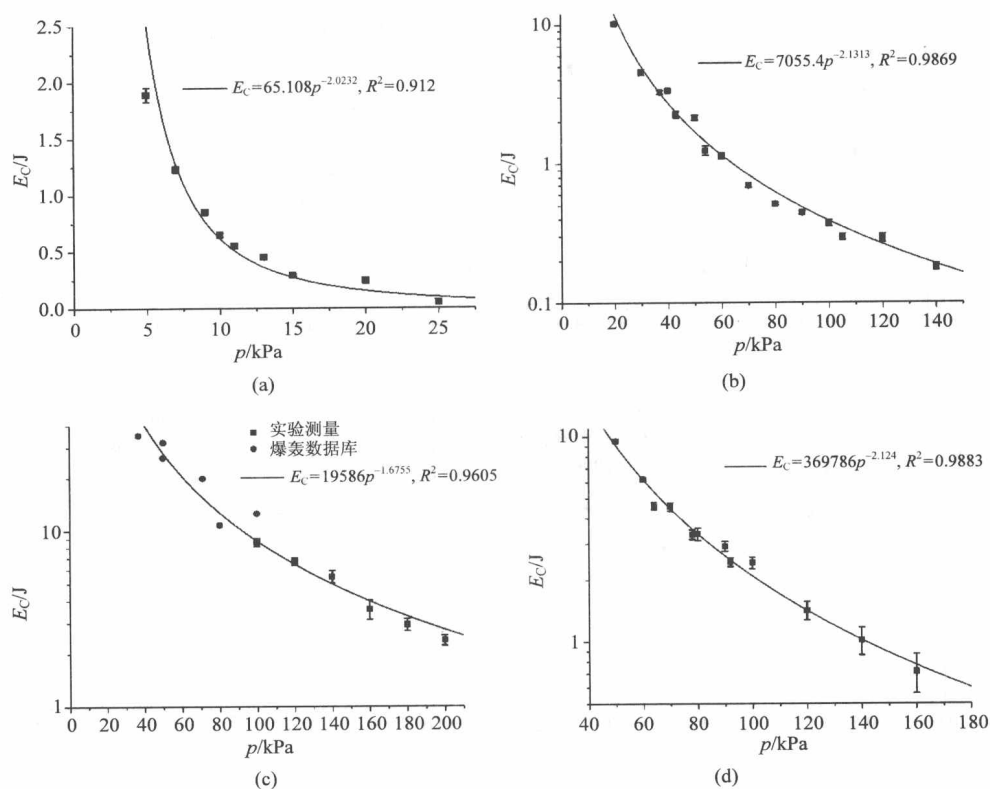 2.5
2.0
1.5
1.0
0.5
0.0
E_C/J
E_C=65.108p^{-2.0232}, R^2=0.912
0 5 10 15 20 25
p/kPa
(a)
10
1
0.1
E_C/J
E_C=7055.4p^{-2.1313}, R^2=0.9869
0 20 40 60 80 100 120 140
p/kPa
(b)
10
1
E_C/J
实验测量
爆轰数据库
E_C=19586p^{-1.6755}, R^2=0.9605
0 20 40 60 80 100 120 140 160 180 200
p/kPa
(c)
10
1
E_C/J
E_C=369786p^{-2.124}, R^2=0.9883
40 60 80 100 120 140 160 180
p/kPa
(d)